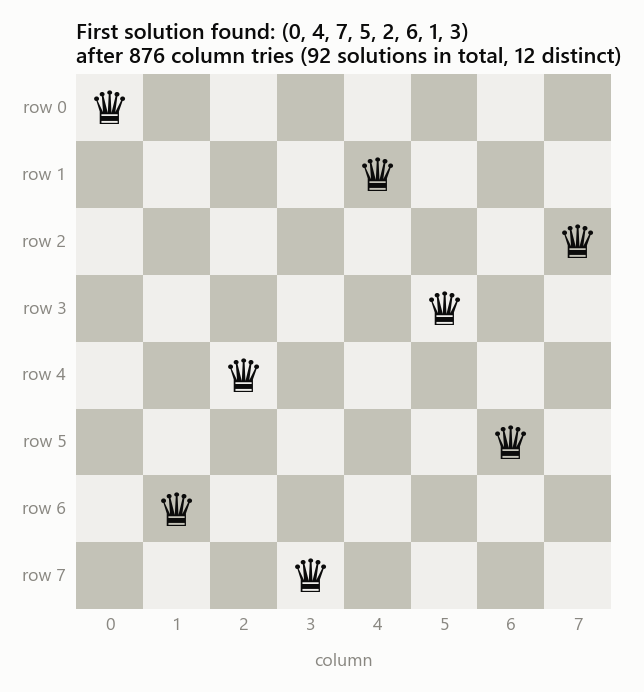 First solution found: (0, 4, 7, 5, 2, 6, 1, 3)
after 876 column tries (92 solutions in total, 12 distinct)
row 0
row 1
row 2
row 3
row 4
row 5
row 6
row 7
0 1 2 3 4 5 6 7
column